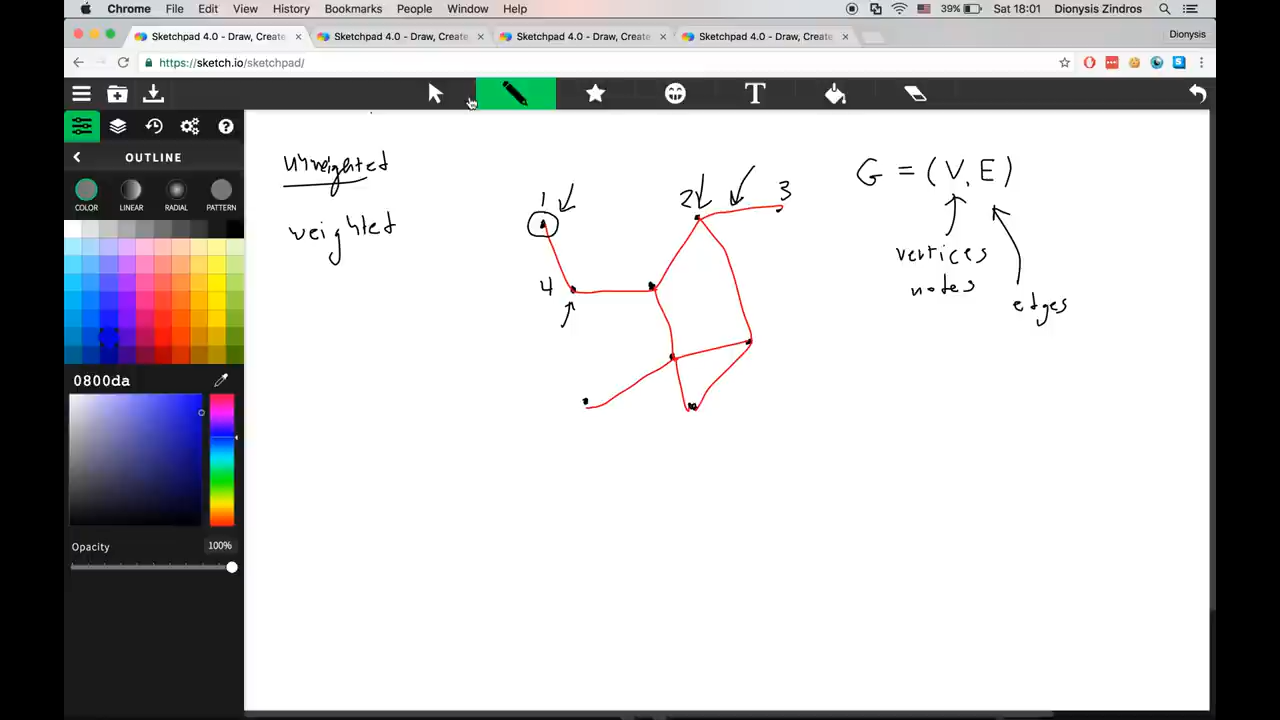 Chrome File Edit View History Bookmarks People Window Help 39% Sat 18:01 Dionysis Zindros
Sketchpad 4.0 - Draw, Create × Sketchpad 4.0 - Draw, Create × Sketchpad 4.0 - Draw, Create × Sketchpad 4.0 - Draw, Create × Dionysis
https://sketch.io/sketchpad/
T
OUTLINE
COLOR LINEAR RADIAL PATTERN
0800da
Opacity 100%
unweighted
weighted
1
2
3
4
G = (V, E)
vertices
notes
edges